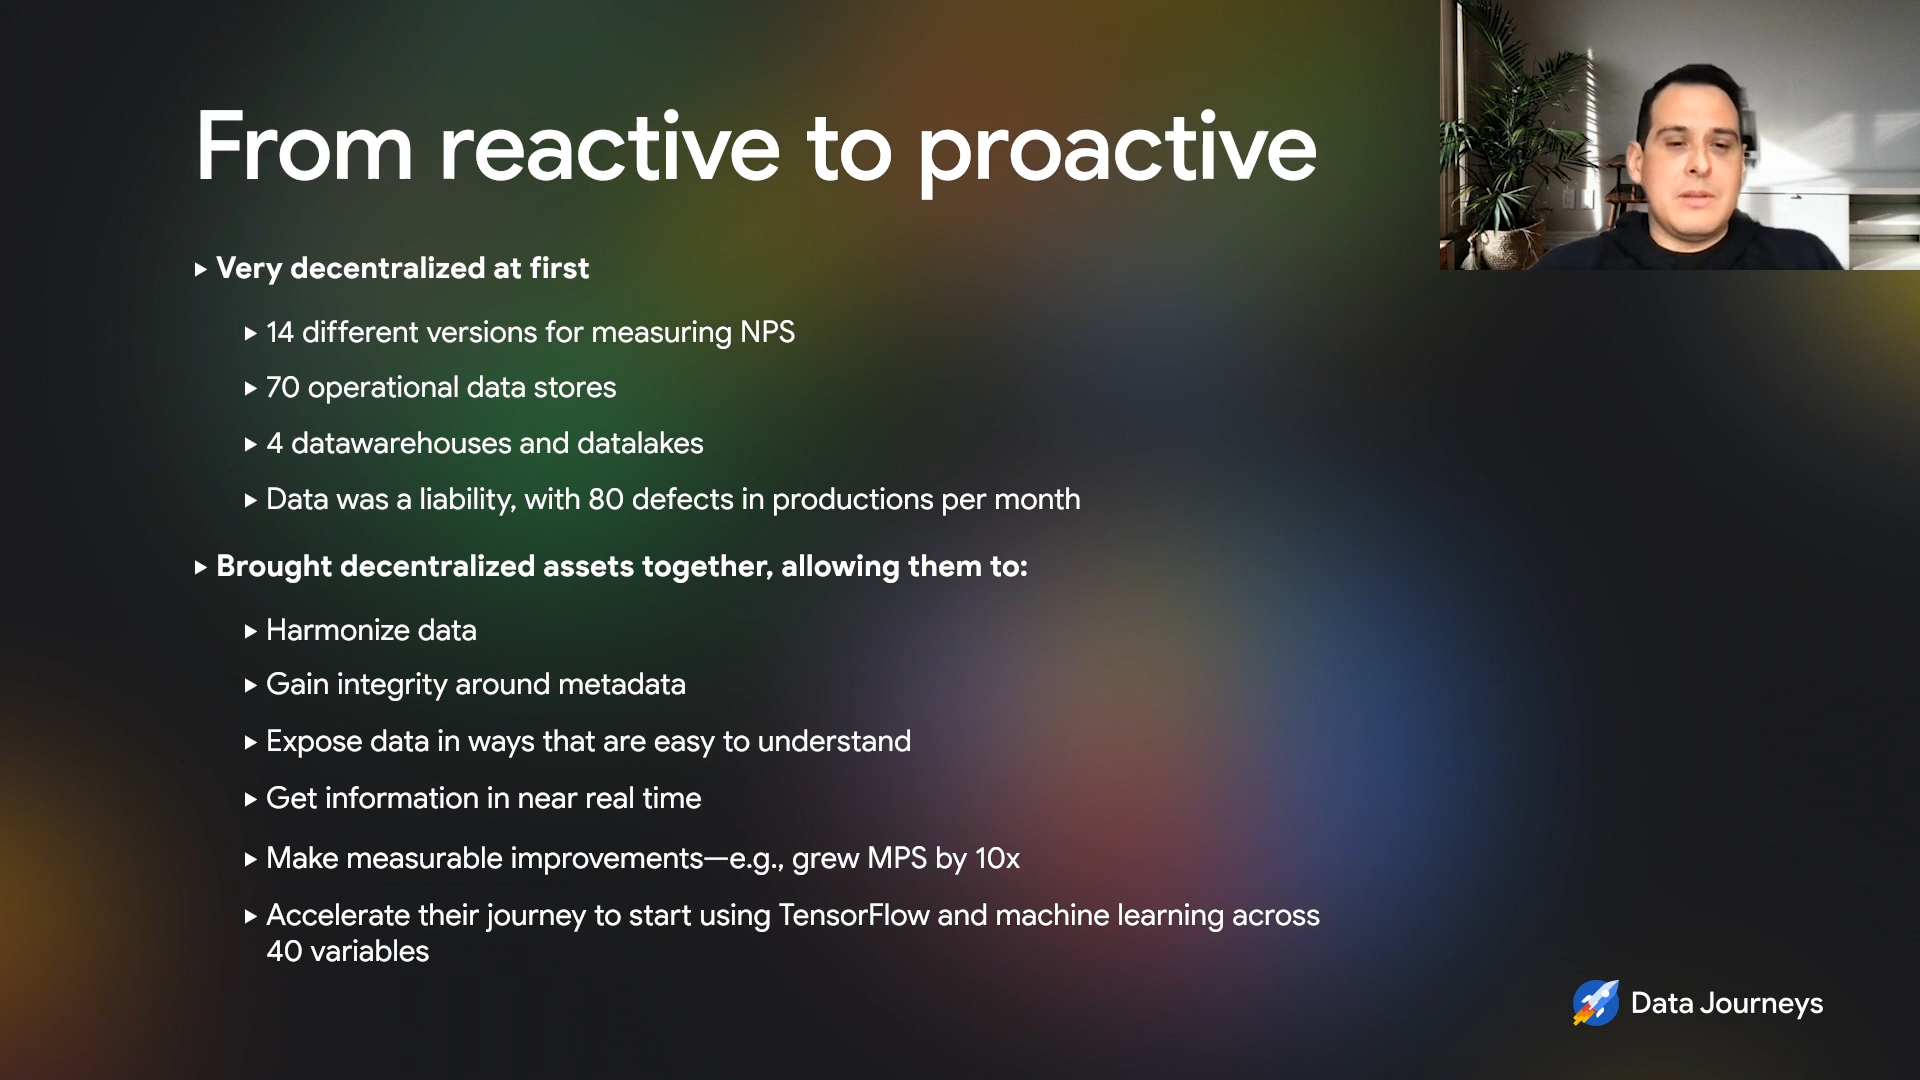 From reactive to proactive
▸ Very decentralized at first
▸ 14 different versions for measuring NPS
▸ 70 operational data stores
▸ 4 datawarehouses and datalakes
▸ Data was a liability, with 80 defects in productions per month
▸ Brought decentralized assets together, allowing them to:
▸ Harmonize data
▸ Gain integrity around metadata
▸ Expose data in ways that are easy to understand
▸ Get information in near real time
▸ Make measurable improvements—e.g., grew MPS by 10x
▸ Accelerate their journey to start using TensorFlow and machine learning across
40 variables
Data Journeys